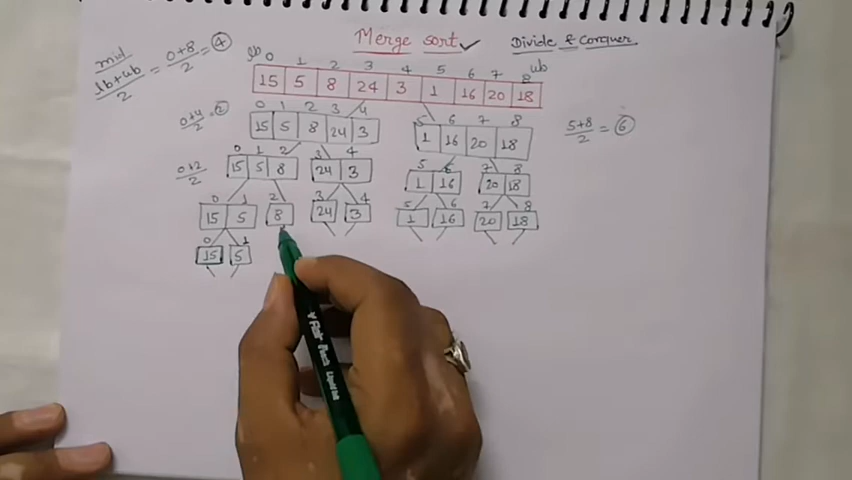 Merge sort ✓ Divide & Conquer
mid
lb+ub / 2 = 0+8 / 2 = 4
lb 0 1 2 3 4 5 6 7 8 ub
15 5 8 24 3 1 16 20 18
0+4 / 2 = 2
0 1 2 3 4 5 6 7 8
15 5 8 24 3 1 16 20 18
5+8 / 2 = 6
0+2 / 2
0 1 2 3 4 5 6 7 8
15 5 8 24 3 1 16 20 18
0 1 2 3 4 5 6 7 8
15 5 8 24 3 1 16 20 18
0 1
15 5